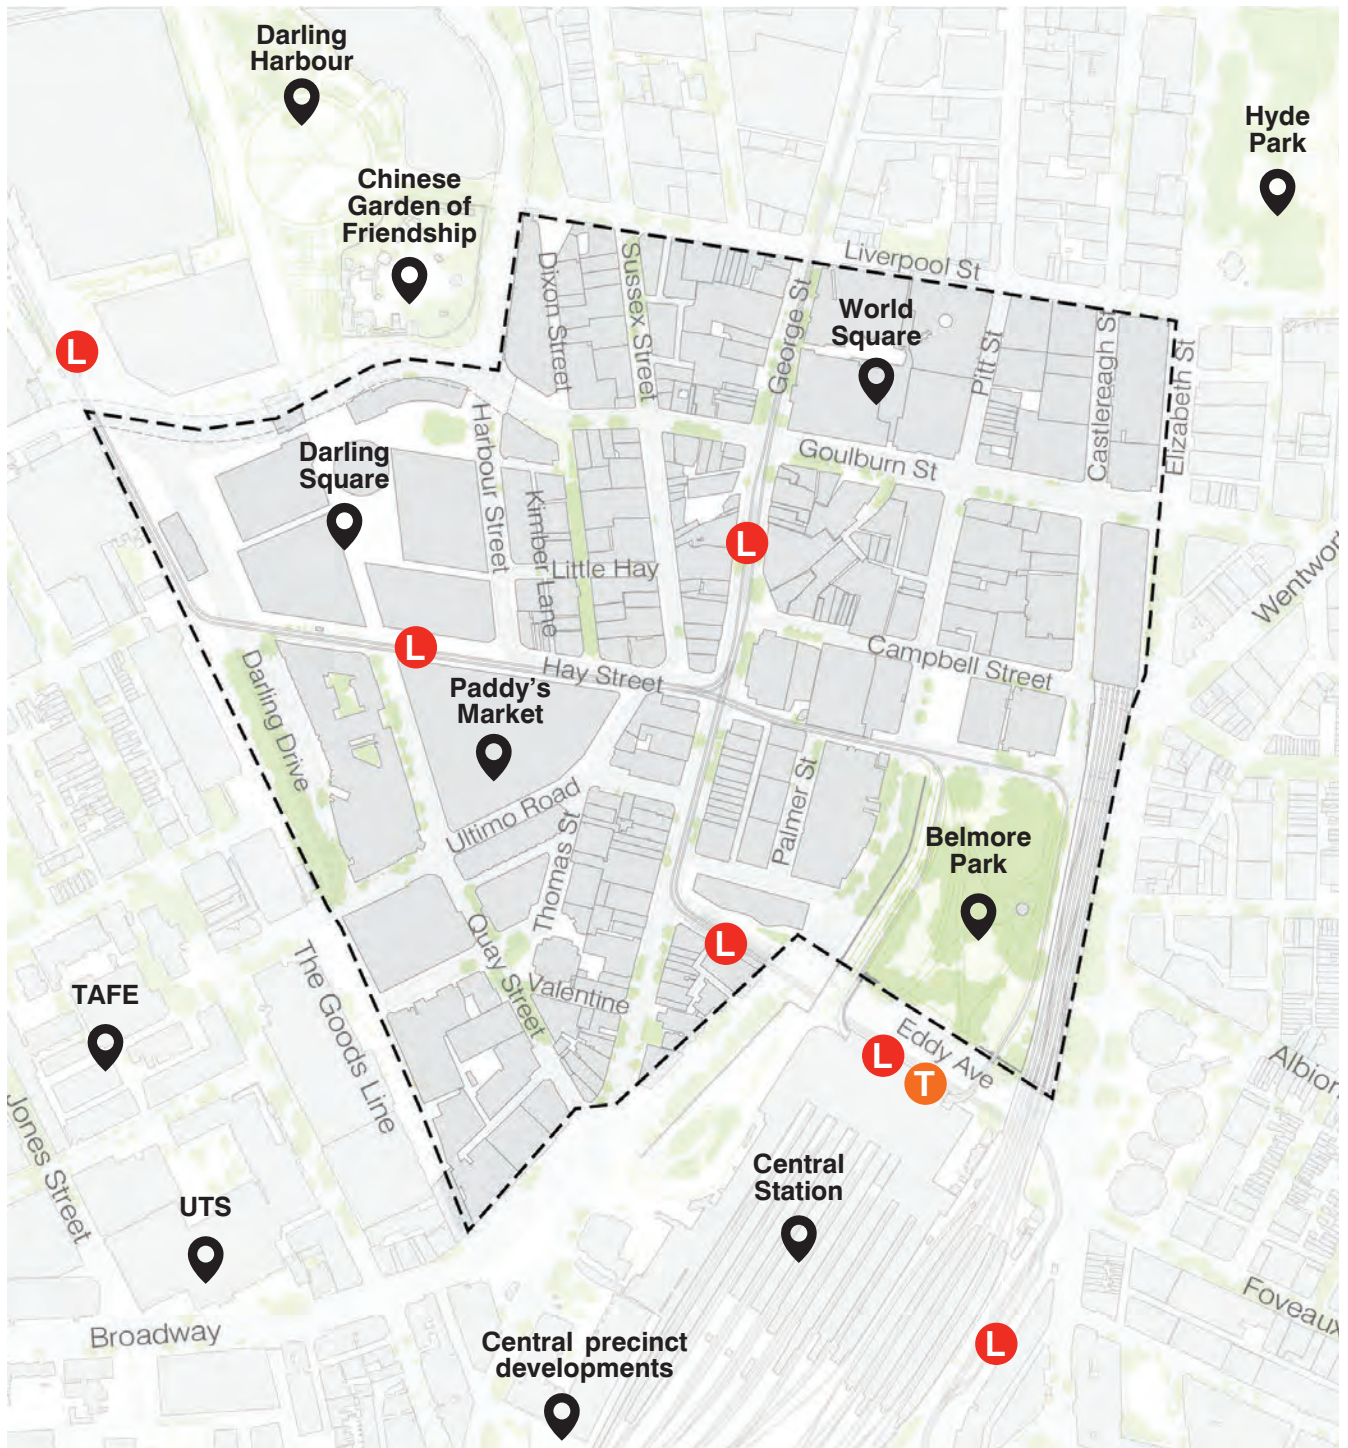 Darling
Harbour
Hyde
Park
Chinese
Garden of
Friendship
Liverpool St
Dixon Street
Sussex Street
George St
World
Square
Pitt St
Castlereagh St
Elizabeth St
L
Harbour Street
Darling
Square
Goulburn St
Kimber Lane
L
Little Hay
Wentwort
L
Hay Street
Campbell Street
Darling Drive
Paddy's
Market
Ultimo Road
Thomas St
Palmer St
Belmore
Park
Quay Street
L
The Goods Line
Valentine
TAFE
Eddy Ave
L
T
Albion
Jones Street
Central
Station
UTS
Foveaux
Broadway
Central precinct
developments
L